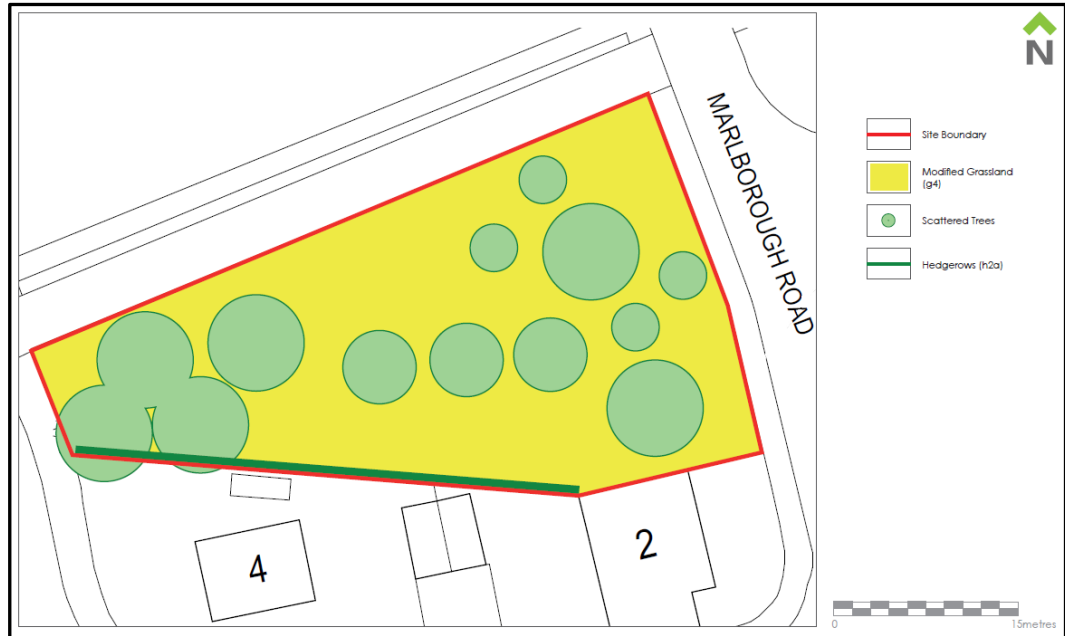 N
MARLBOROUGH ROAD
Site Boundary
Modified Grassland
(g4)
Scattered Trees
Hedgerows (h2a)
4
2
0
15metres